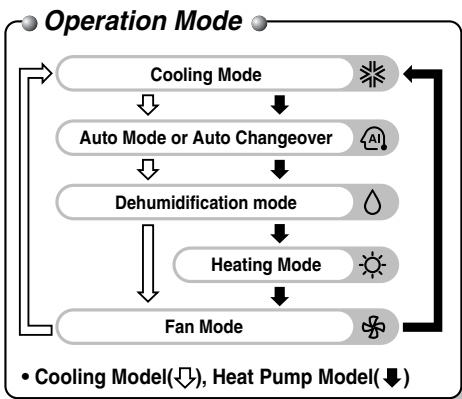 Operation Mode
Cooling Mode
Auto Mode or Auto Changeover
AI
Dehumidification mode
Heating Mode
Fan Mode
• Cooling Model(⇩), Heat Pump Model(⬇)